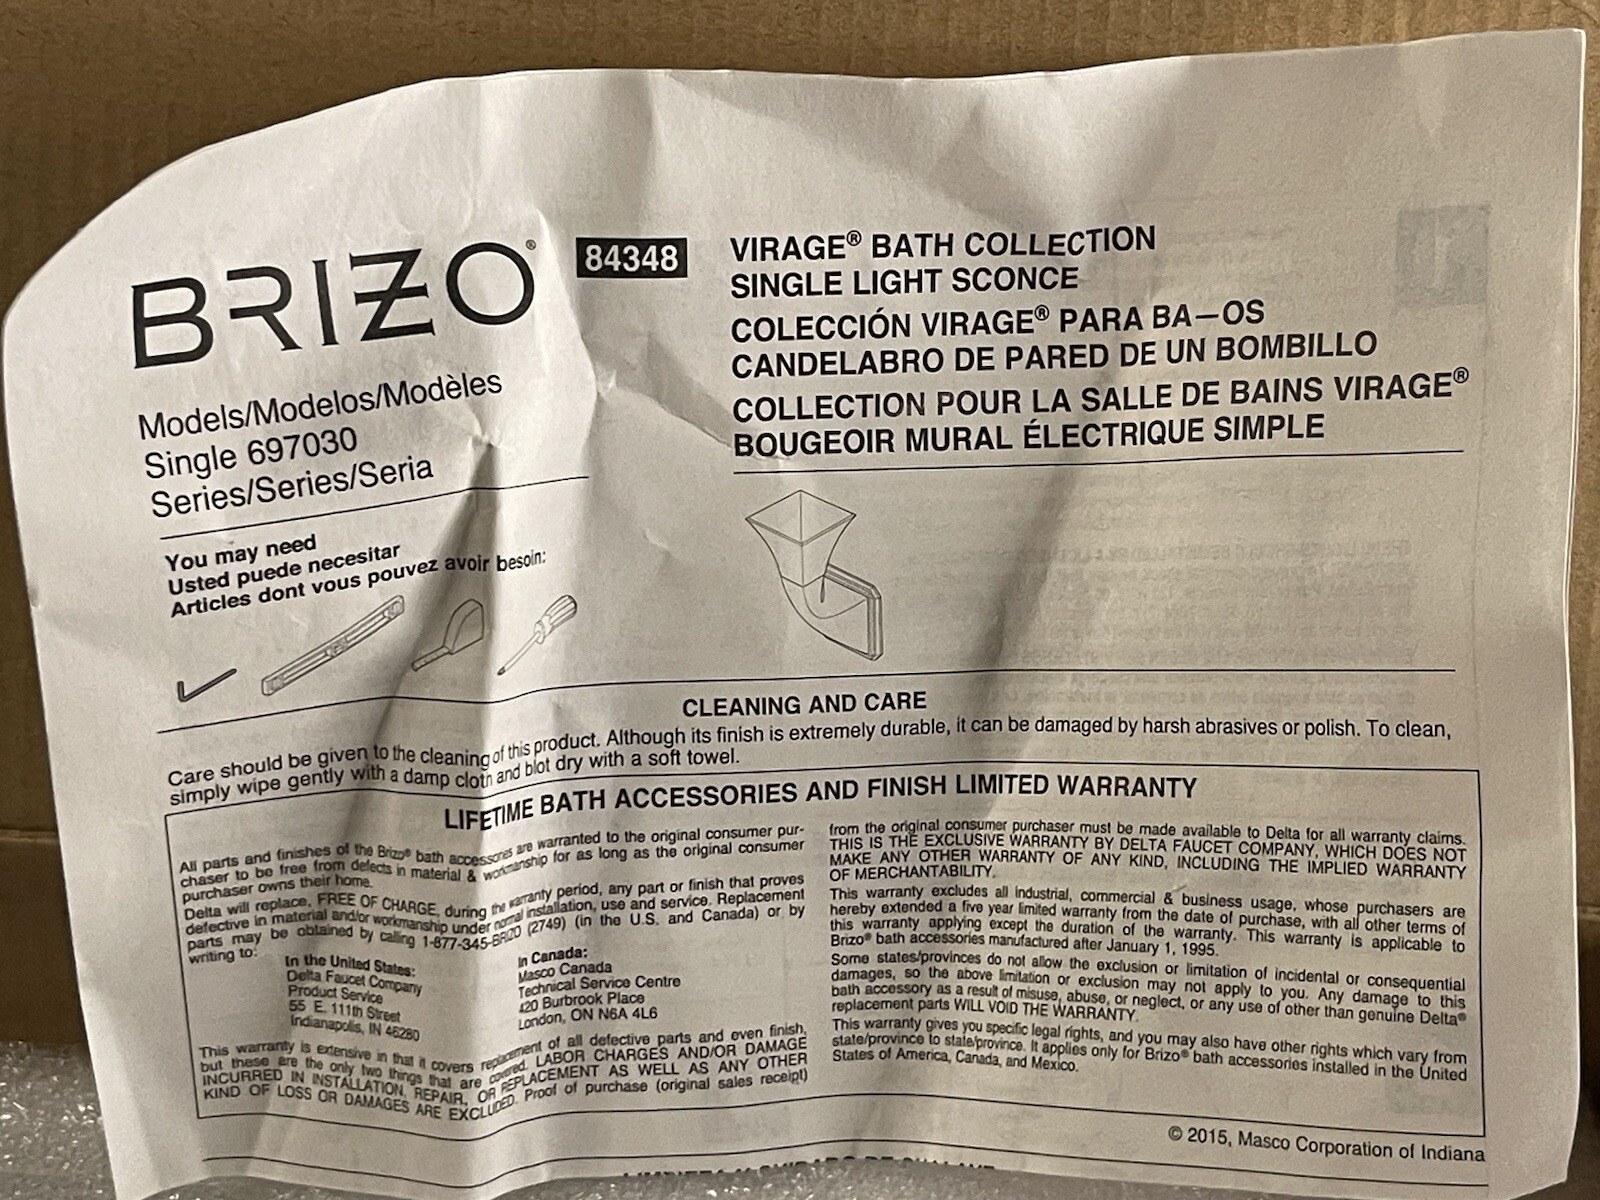 BRIZO®
84348
VIRAGE® BATH COLLECTION
SINGLE LIGHT SCONCE
COLECCIÓN VIRAGE® PARA BA—OS
CANDELABRO DE PARED DE UN BOMBILLO
COLLECTION POUR LA SALLE DE BAINS VIRAGE®
BOUGEOIR MURAL ÉLECTRIQUE SIMPLE
Models/Modelos/Modèles
Single 697030
Series/Series/Seria
You may need
Usted puede necesitar
Articles dont vous pouvez avoir besoin:
CLEANING AND CARE
Care should be given to the cleaning of this product. Although its finish is extremely durable, it can be damaged by harsh abrasives or polish. To clean,
simply wipe gently with a damp cloth and blot dry with a soft towel.
LIFETIME BATH ACCESSORIES AND FINISH LIMITED WARRANTY
All parts and finishes of the Brizo® bath accessories are warranted to the original consumer pur-
chaser to be free from defects in material & workmanship for as long as the original consumer
purchaser owns their home.
Delta will replace, FREE OF CHARGE, during the warranty period, any part or finish that proves
defective in material and/or workmanship under normal installation, use and service. Replacement
parts may be obtained by calling 1-877-345-BRIZO (2749) (in the U.S. and Canada) or by
writing to:
In the United States:
Delta Faucet Company
Product Service
55 E. 111th Street
Indianapolis, IN 46280
In Canada:
Masco Canada
Technical Service Centre
420 Burbrook Place
London, ON N6A 4L6
This warranty is extensive in that it covers replacement of all defective parts and even finish,
but these are the only two things that are covered. LABOR CHARGES AND/OR DAMAGE
INCURRED IN INSTALLATION, REPAIR, OR REPLACEMENT AS WELL AS ANY OTHER
KIND OF LOSS OR DAMAGES ARE EXCLUDED. Proof of purchase (original sales receipt)
from the original consumer purchaser must be made available to Delta for all warranty claims.
THIS IS THE EXCLUSIVE WARRANTY BY DELTA FAUCET COMPANY, WHICH DOES NOT
MAKE ANY OTHER WARRANTY OF ANY KIND, INCLUDING THE IMPLIED WARRANTY
OF MERCHANTABILITY.
This warranty excludes all industrial, commercial & business usage, whose purchasers are
hereby extended a five year limited warranty from the date of purchase, with all other terms of
this warranty applying except the duration of the warranty. This warranty is applicable to
Brizo® bath accessories manufactured after January 1, 1995.
Some states/provinces do not allow the exclusion or limitation of incidental or consequential
damages, so the above limitation or exclusion may not apply to you. Any damage to this
bath accessory as a result of misuse, abuse, or neglect, or any use of other than genuine Delta®
replacement parts WILL VOID THE WARRANTY.
This warranty gives you specific legal rights, and you may also have other rights which vary from
state/province to state/province. It applies only for Brizo® bath accessories installed in the United
States of America, Canada, and Mexico.
© 2015, Masco Corporation of Indiana